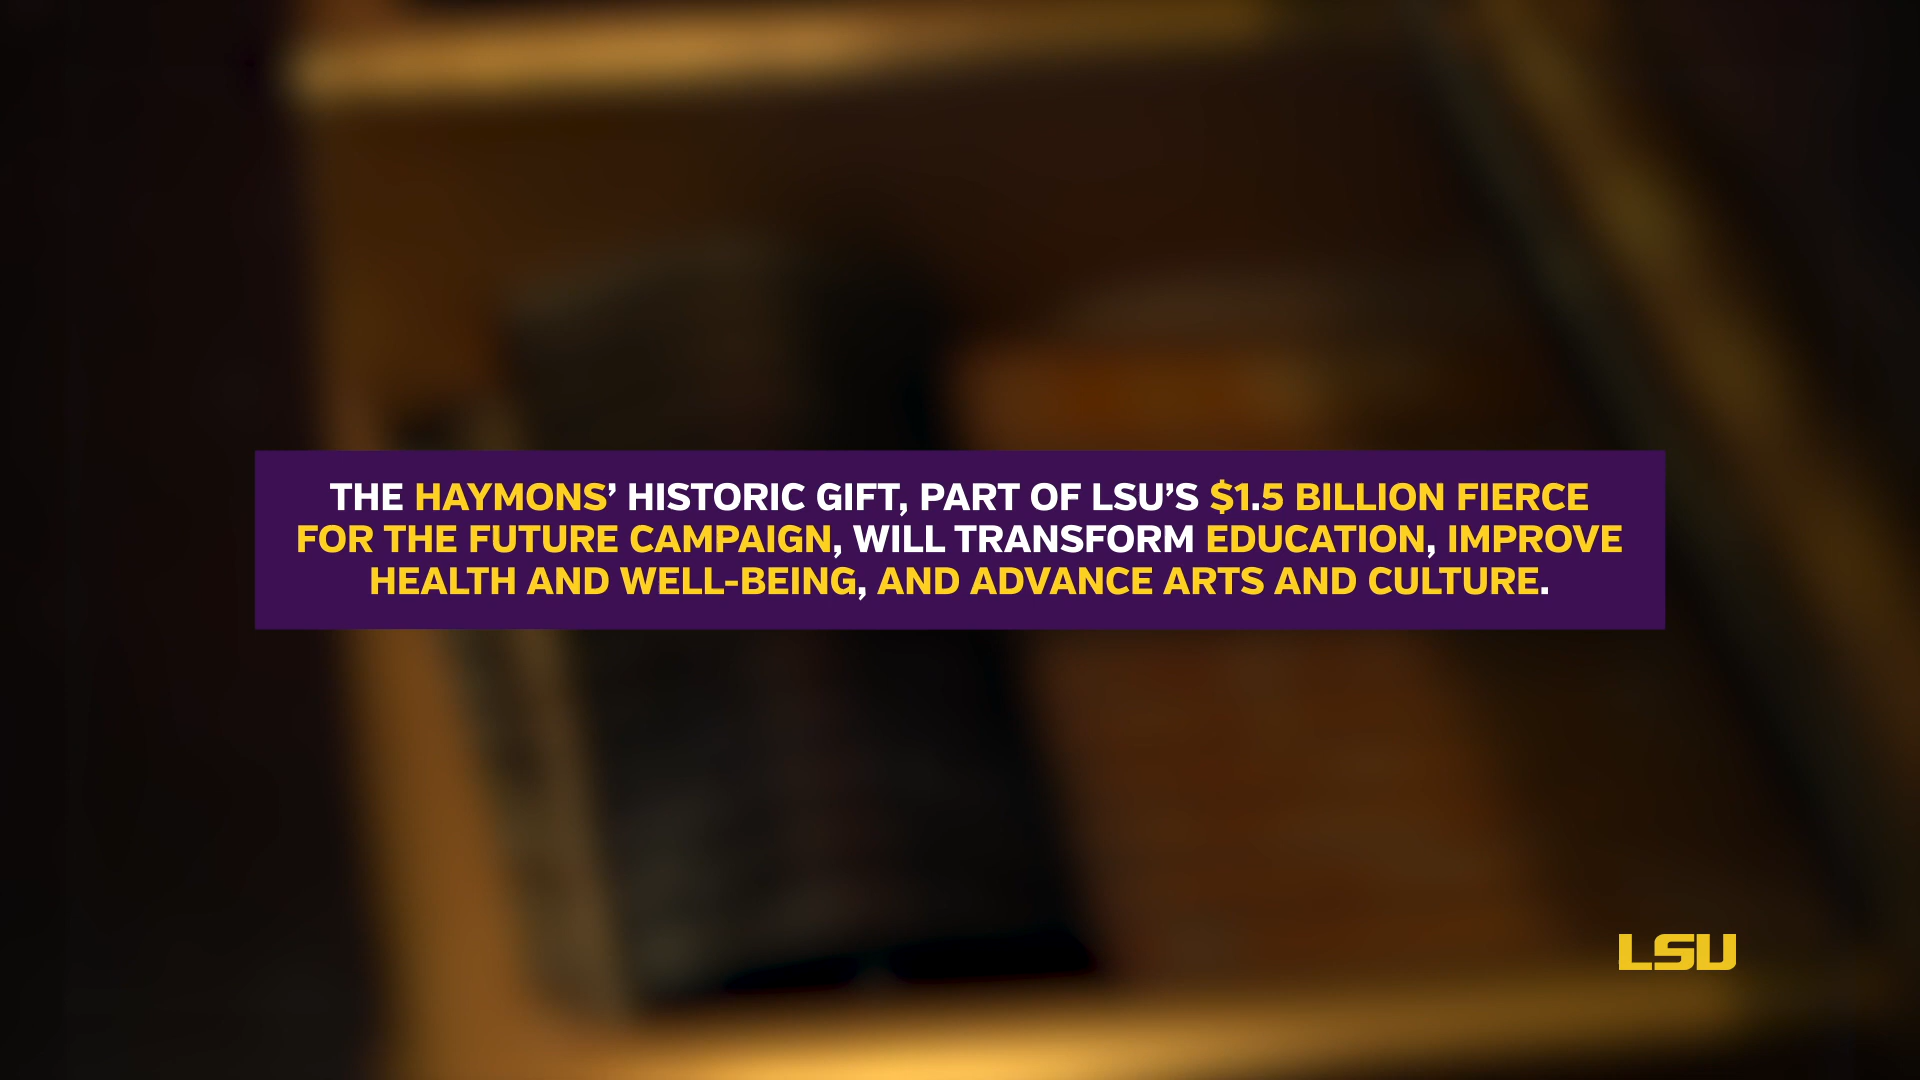 THE HAYMONS’ HISTORIC GIFT, PART OF LSU’S $1.5 BILLION FIERCE
FOR THE FUTURE CAMPAIGN, WILL TRANSFORM EDUCATION, IMPROVE
HEALTH AND WELL-BEING, AND ADVANCE ARTS AND CULTURE.
LSU